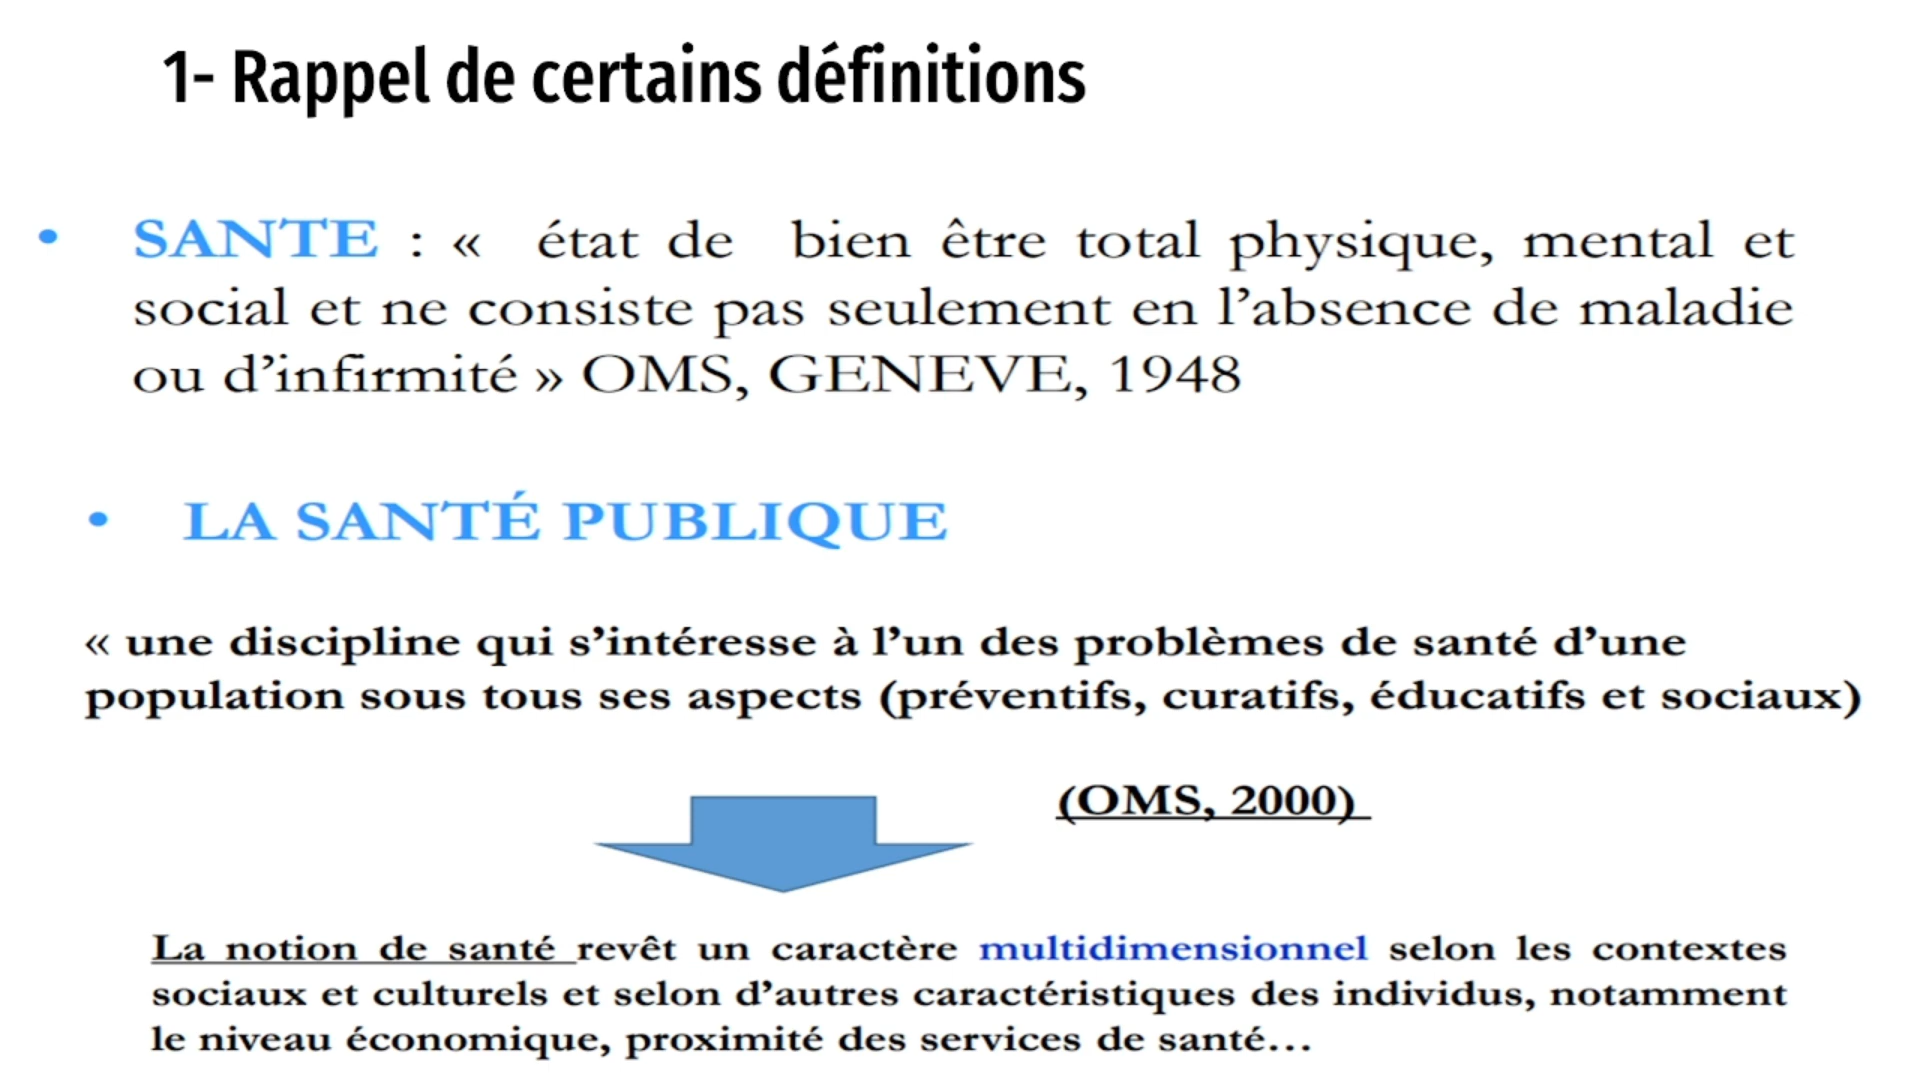 1- Rappel de certains définitions
• SANTE : « état de bien être total physique, mental et
social et ne consiste pas seulement en l’absence de maladie
ou d’infirmité » OMS, GENEVE, 1948
• LA SANTÉ PUBLIQUE
« une discipline qui s’intéresse à l’un des problèmes de santé d’une
population sous tous ses aspects (préventifs, curatifs, éducatifs et sociaux)
(OMS, 2000)
La notion de santé revêt un caractère multidimensionnel selon les contextes
sociaux et culturels et selon d’autres caractéristiques des individus, notamment
le niveau économique, proximité des services de santé…